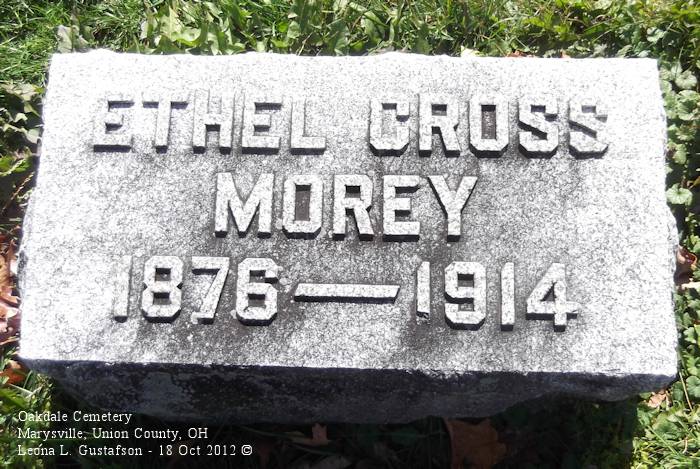 ETHEL CROSS
MOREY
1876—1914
Oakdale Cemetery
Marysville, Union County, OH
Leona L. Gustafson - 18 Oct 2012 ©